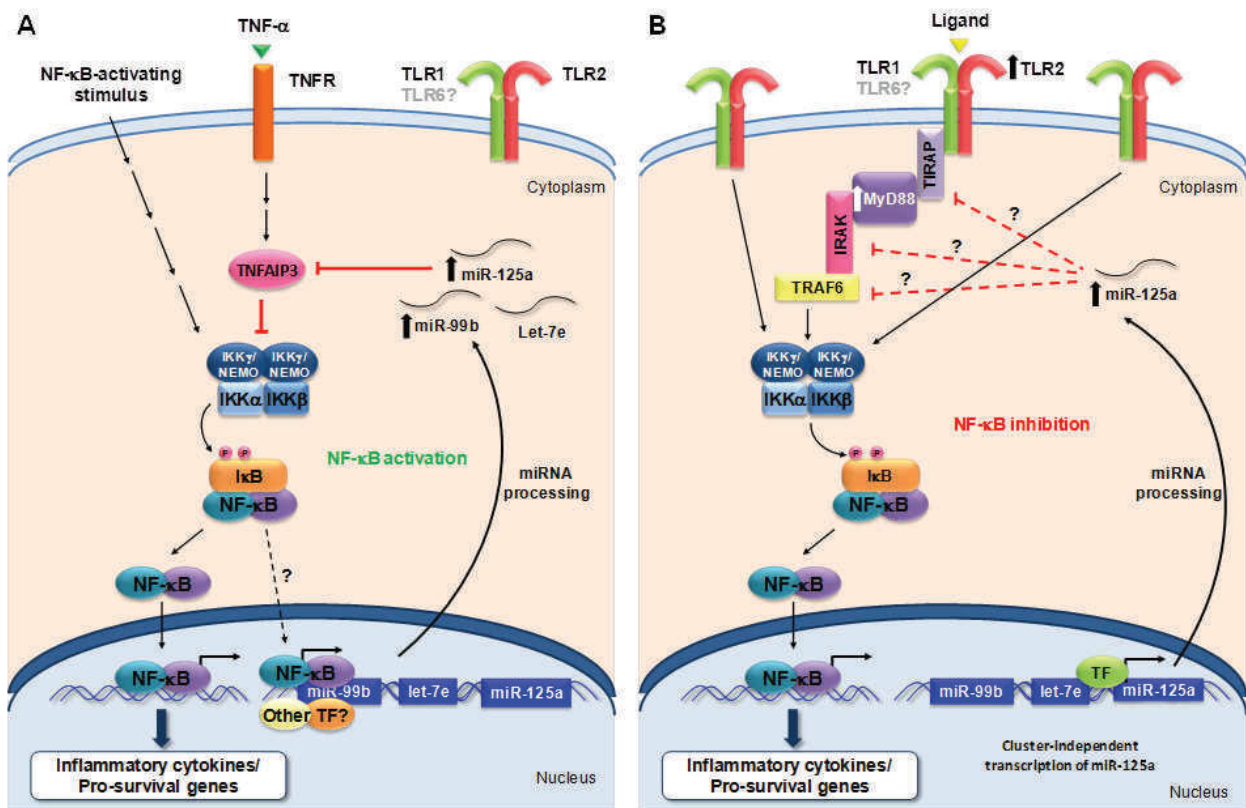 A
TNF-α
NF-κB-activating
stimulus
TNFR
TLR1
TLR6?
TLR2
Cytoplasm
TNFAIP3
miR-125a
miR-99b
Let-7e
IKKγ/
NEMO
IKKγ/
NEMO
IKKα
IKKβ
P
P
IκB
NF-κB
NF-κB activation
miRNA
processing
?
NF-κB
NF-κB
NF-κB
miR-99b
let-7e
miR-125a
Other
TF?
Inflammatory cytokines/
Pro-survival genes
Nucleus
B
Ligand
TLR1
TLR6?
TLR2
Cytoplasm
TIRAP
MyD88
IRAK
TRAF6
?
?
?
miR-125a
IKKγ/
NEMO
IKKγ/
NEMO
IKKα
IKKβ
NF-κB inhibition
P
P
IκB
NF-κB
miRNA
processing
NF-κB
NF-κB
TF
miR-99b
let-7e
miR-125a
Cluster-independent
transcription of miR-125a
Inflammatory cytokines/
Pro-survival genes
Nucleus